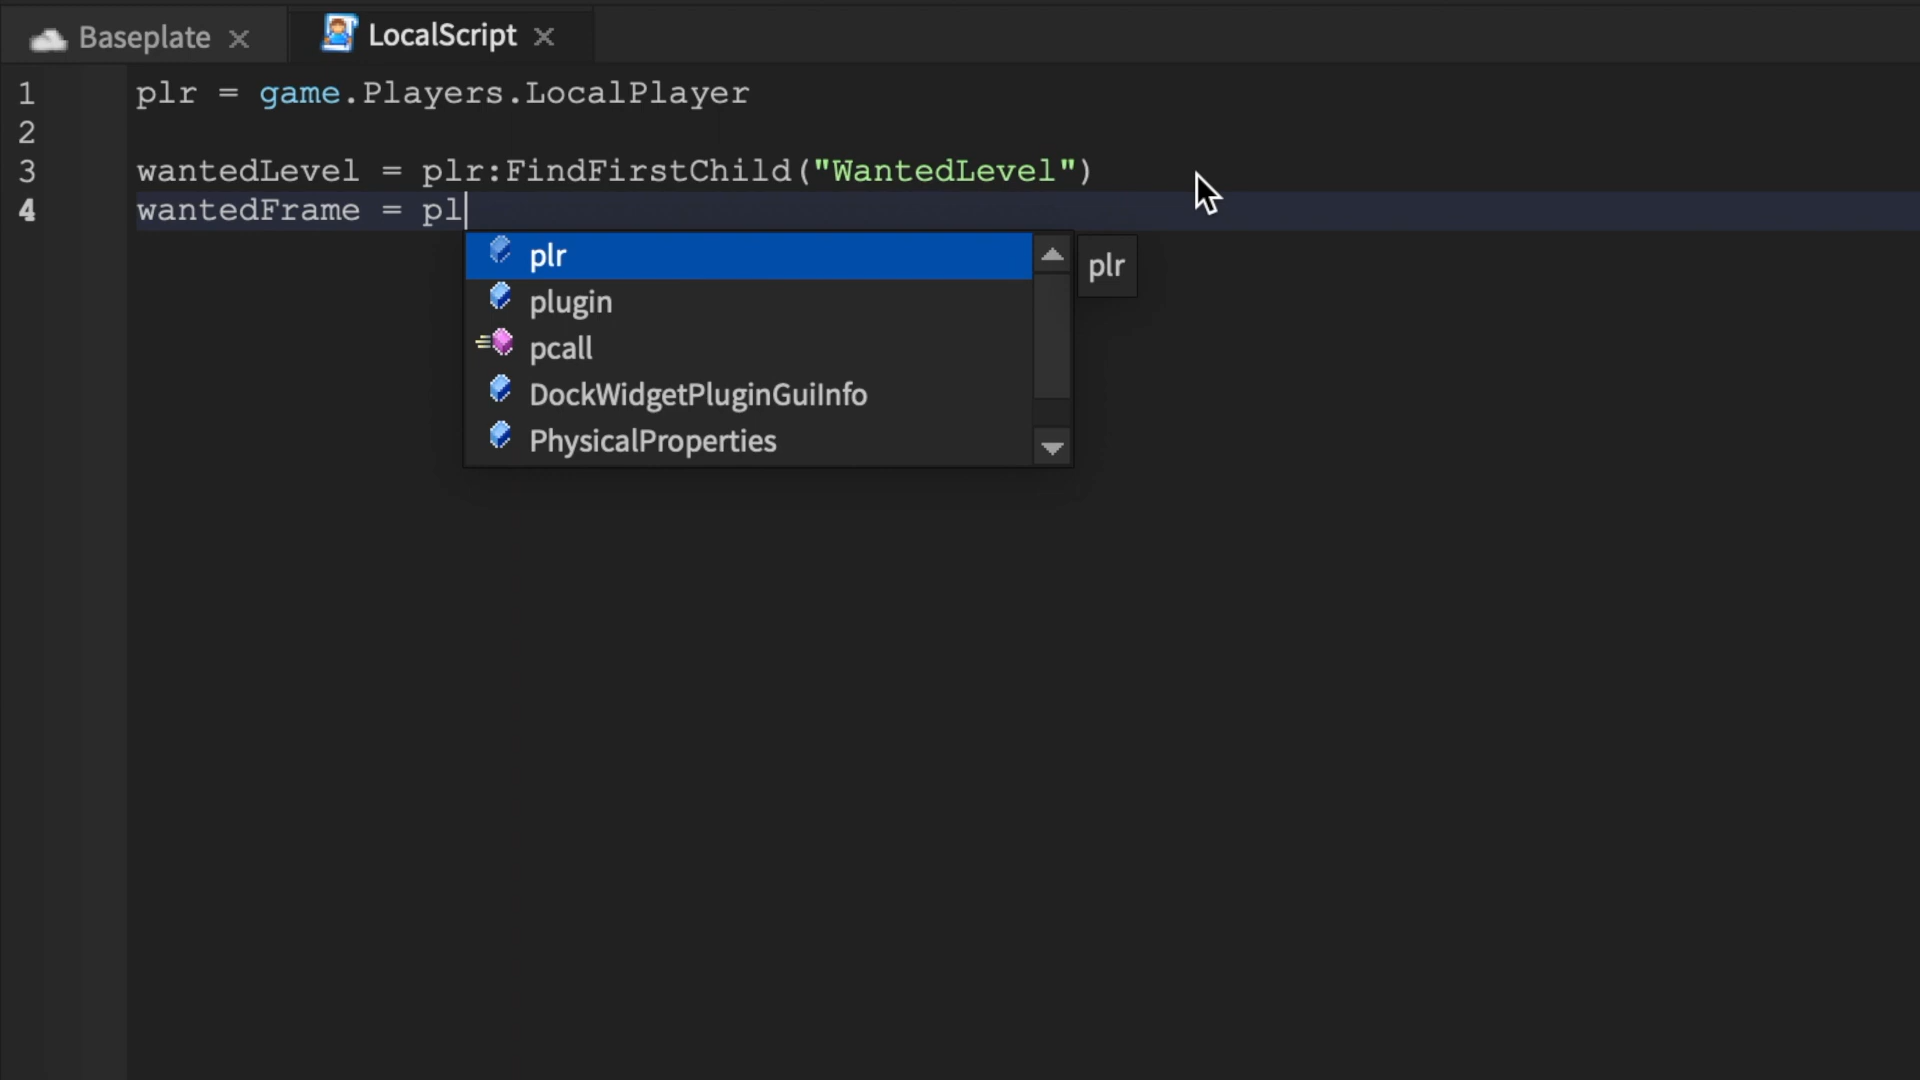 Baseplate
LocalScript
1 plr = game.Players.LocalPlayer
2
3 wantedLevel = plr:FindFirstChild("WantedLevel")
4 wantedFrame = pl
plr
plr
plugin
pcall
DockWidgetPluginGuiInfo
PhysicalProperties